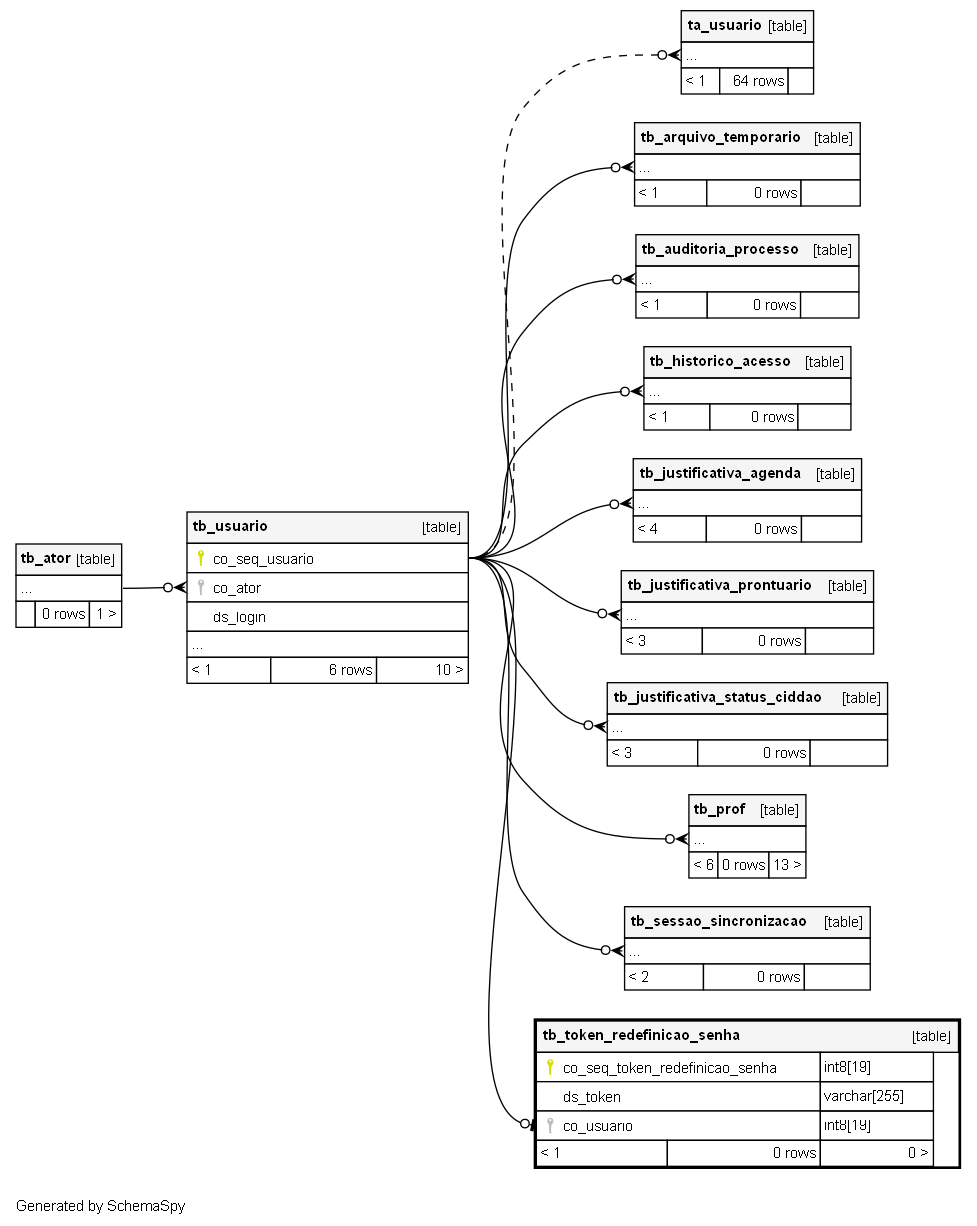 ta_usuario [table]
...
< 1 64 rows
tb_arquivo_temporario [table]
...
< 1 0 rows
tb_auditoria_processo [table]
...
< 1 0 rows
tb_historico_acesso [table]
...
< 1 0 rows
tb_justificativa_agenda [table]
...
< 4 0 rows
tb_usuario [table]
co_seq_usuario
co_ator
ds_login
...
< 1 6 rows 10 >
tb_ator [table]
...
0 rows 1 >
tb_justificativa_prontuario [table]
...
< 3 0 rows
tb_justificativa_status_ciddao [table]
...
< 3 0 rows
tb_prof [table]
...
< 6 0 rows 13 >
tb_sessao_sincronizacao [table]
...
< 2 0 rows
tb_token_redefinicao_senha [table]
co_seq_token_redefinicao_senha int8[19]
ds_token varchar[255]
co_usuario int8[19]
< 1 0 rows 0 >
Generated by SchemaSpy